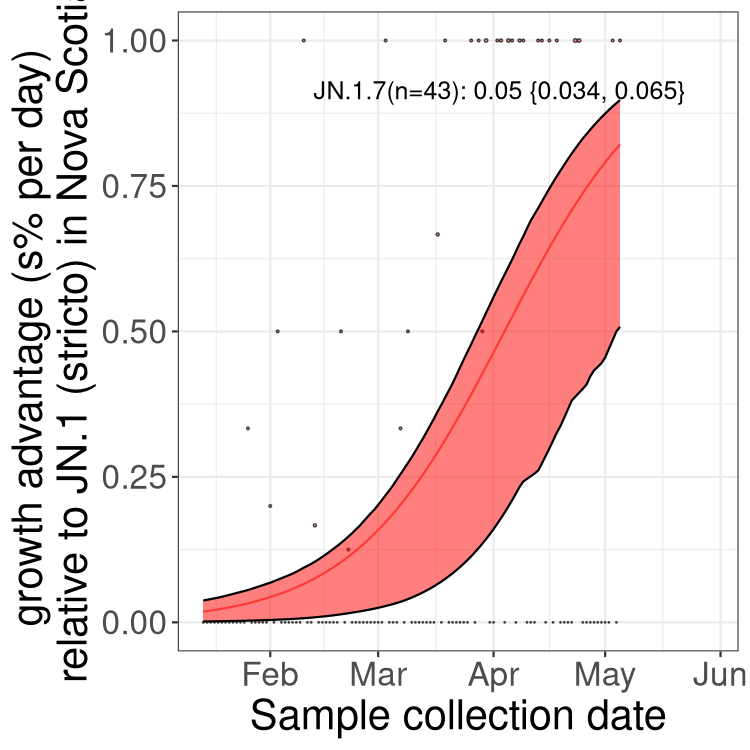 growth advantage (s% per day)
relative to JN.1 (stricto) in Nova Scotia
1.00
0.75
0.50
0.25
0.00
JN.1.7(n=43): 0.05 {0.034, 0.065}
Feb Mar Apr May Jun
Sample collection date